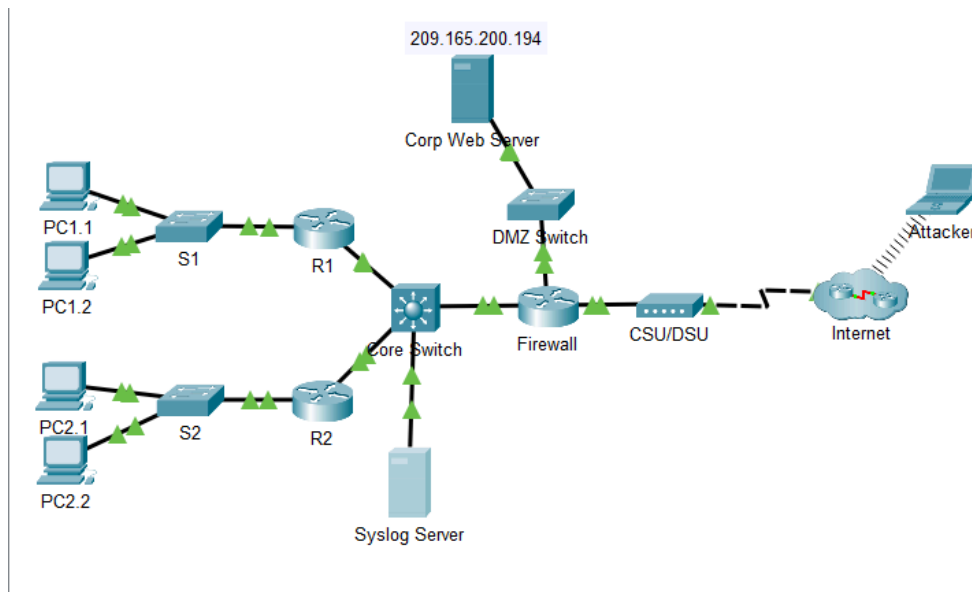 209.165.200.194
Corp Web Server
DMZ Switch
Attacker
PC1.1
S1
R1
PC1.2
Core Switch
Firewall
CSU/DSU
Internet
PC2.1
S2
R2
PC2.2
Syslog Server